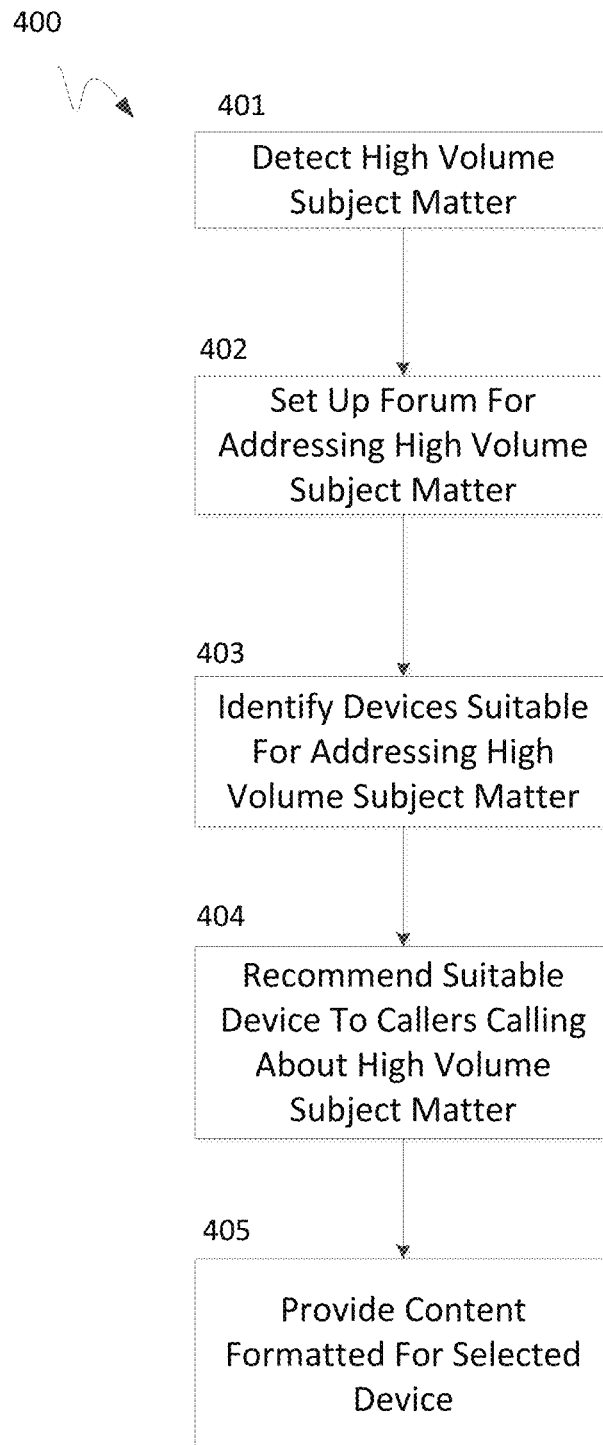 400
401
Detect High Volume
Subject Matter
402
Set Up Forum For
Addressing High Volume
Subject Matter
403
Identify Devices Suitable
For Addressing High
Volume Subject Matter
404
Recommend Suitable
Device To Callers Calling
About High Volume
Subject Matter
405
Provide Content
Formatted For Selected
Device